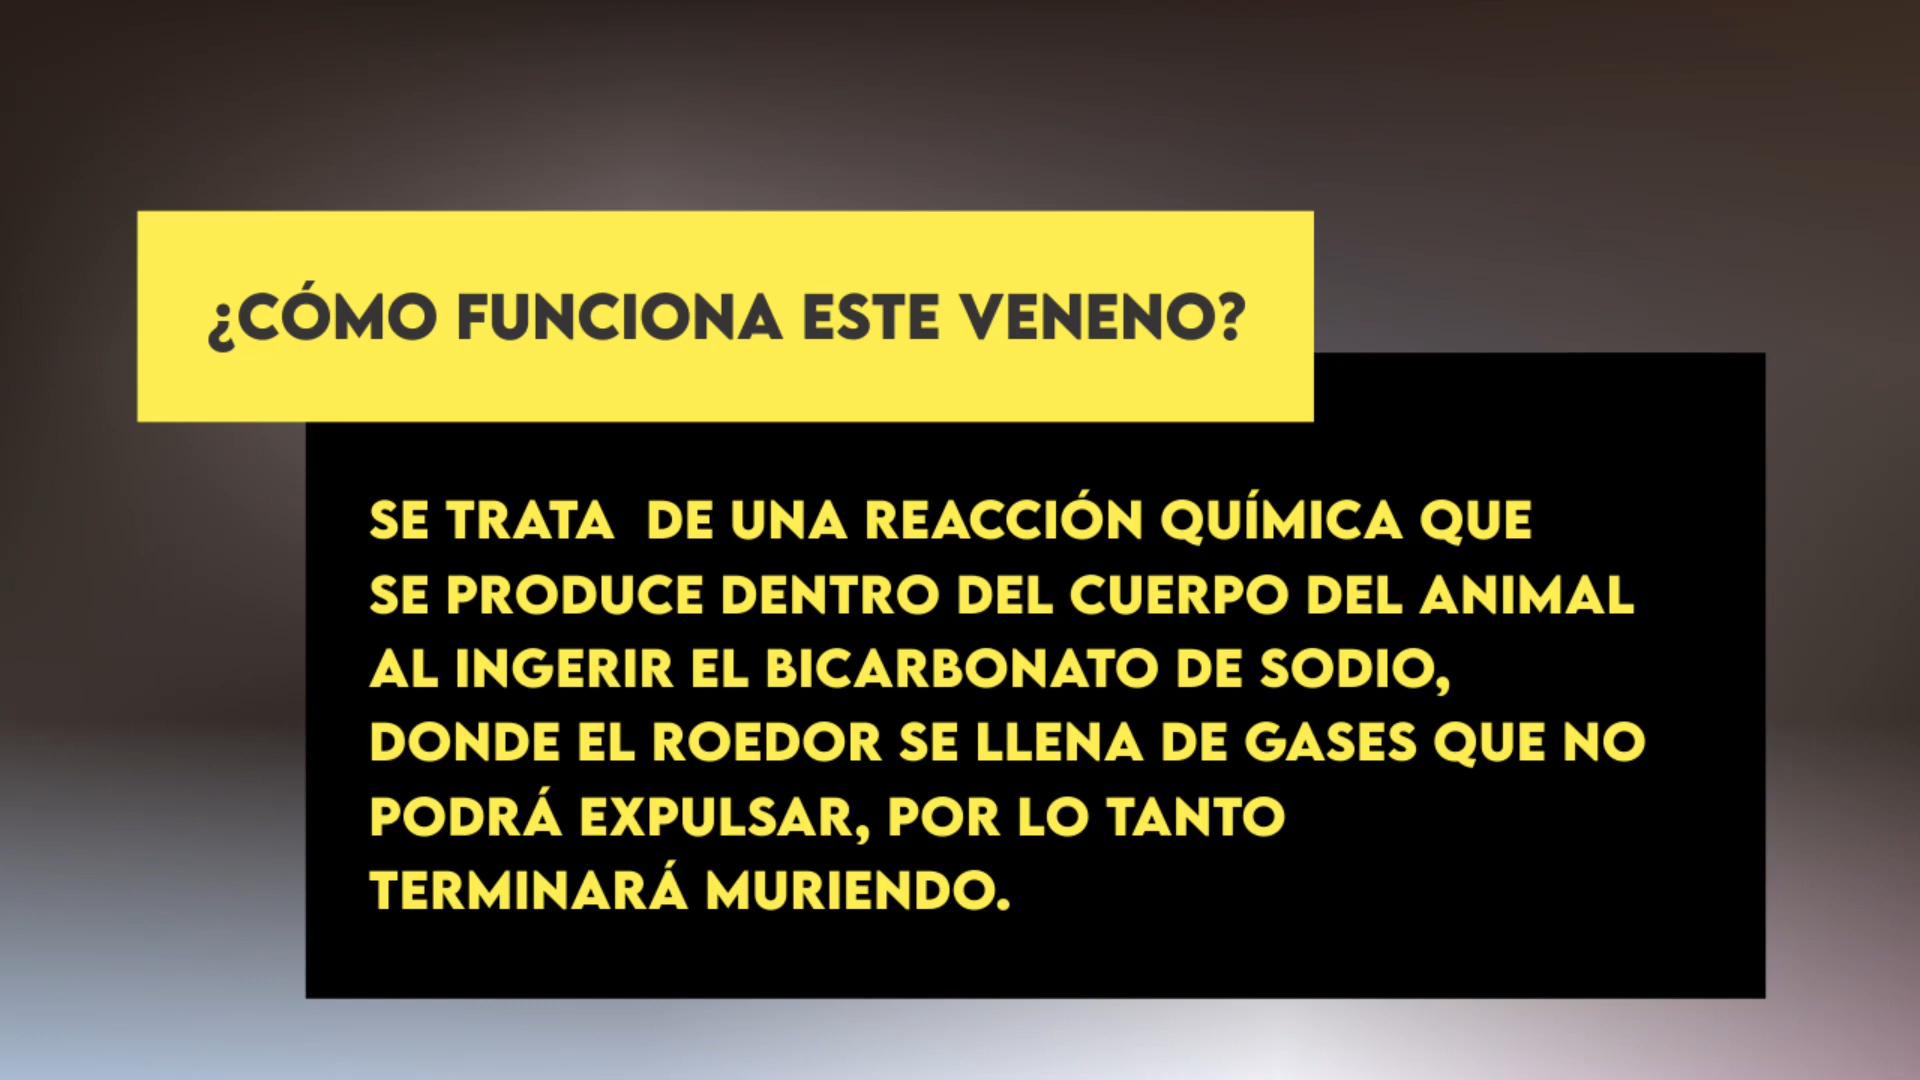 ¿CÓMO FUNCIONA ESTE VENENO?
SE TRATA  DE UNA REACCIÓN QUÍMICA QUE
SE PRODUCE DENTRO DEL CUERPO DEL ANIMAL
AL INGERIR EL BICARBONATO DE SODIO,
DONDE EL ROEDOR SE LLENA DE GASES QUE NO
PODRÁ EXPULSAR, POR LO TANTO
TERMINARÁ MURIENDO.